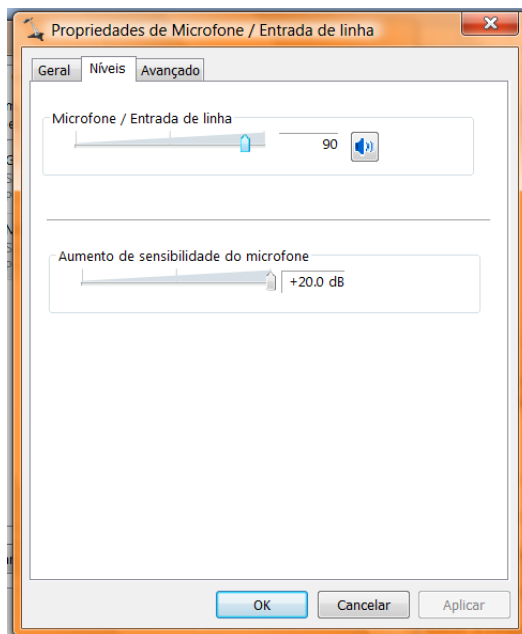 Propriedades de Microfone / Entrada de linha
Geral Níveis Avançado
Microfone / Entrada de linha
90
Aumento de sensibilidade do microfone
+20.0 dB
OK Cancelar Aplicar